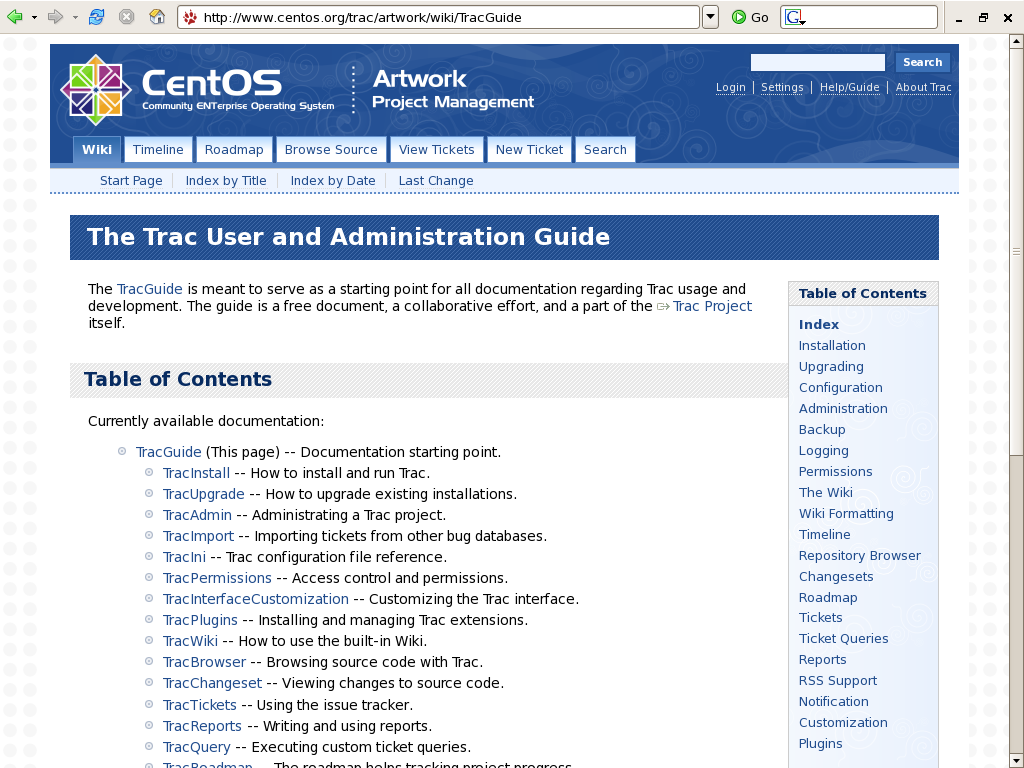 http://www.centos.org/trac/artwork/wiki/TracGuide
Go
G
CentOS
Community ENTerprise Operating System
Artwork
Project Management
Search
Login
Settings
Help/Guide
About Trac
Wiki
Timeline
Roadmap
Browse Source
View Tickets
New Ticket
Search
Start Page
Index by Title
Index by Date
Last Change
The Trac User and Administration Guide
The TracGuide is meant to serve as a starting point for all documentation regarding Trac usage and
development. The guide is a free document, a collaborative effort, and a part of the Trac Project
itself.
Table of Contents
Currently available documentation:
TracGuide (This page) -- Documentation starting point.
TracInstall -- How to install and run Trac.
TracUpgrade -- How to upgrade existing installations.
TracAdmin -- Administrating a Trac project.
TracImport -- Importing tickets from other bug databases.
TracIni -- Trac configuration file reference.
TracPermissions -- Access control and permissions.
TracInterfaceCustomization -- Customizing the Trac interface.
TracPlugins -- Installing and managing Trac extensions.
TracWiki -- How to use the built-in Wiki.
TracBrowser -- Browsing source code with Trac.
TracChangeset -- Viewing changes to source code.
TracTickets -- Using the issue tracker.
TracReports -- Writing and using reports.
TracQuery -- Executing custom ticket queries.
TracRoadmap -- The roadmap helps tracking project progress.
Table of Contents
Index
Installation
Upgrading
Configuration
Administration
Backup
Logging
Permissions
The Wiki
Wiki Formatting
Timeline
Repository Browser
Changesets
Roadmap
Tickets
Ticket Queries
Reports
RSS Support
Notification
Customization
Plugins